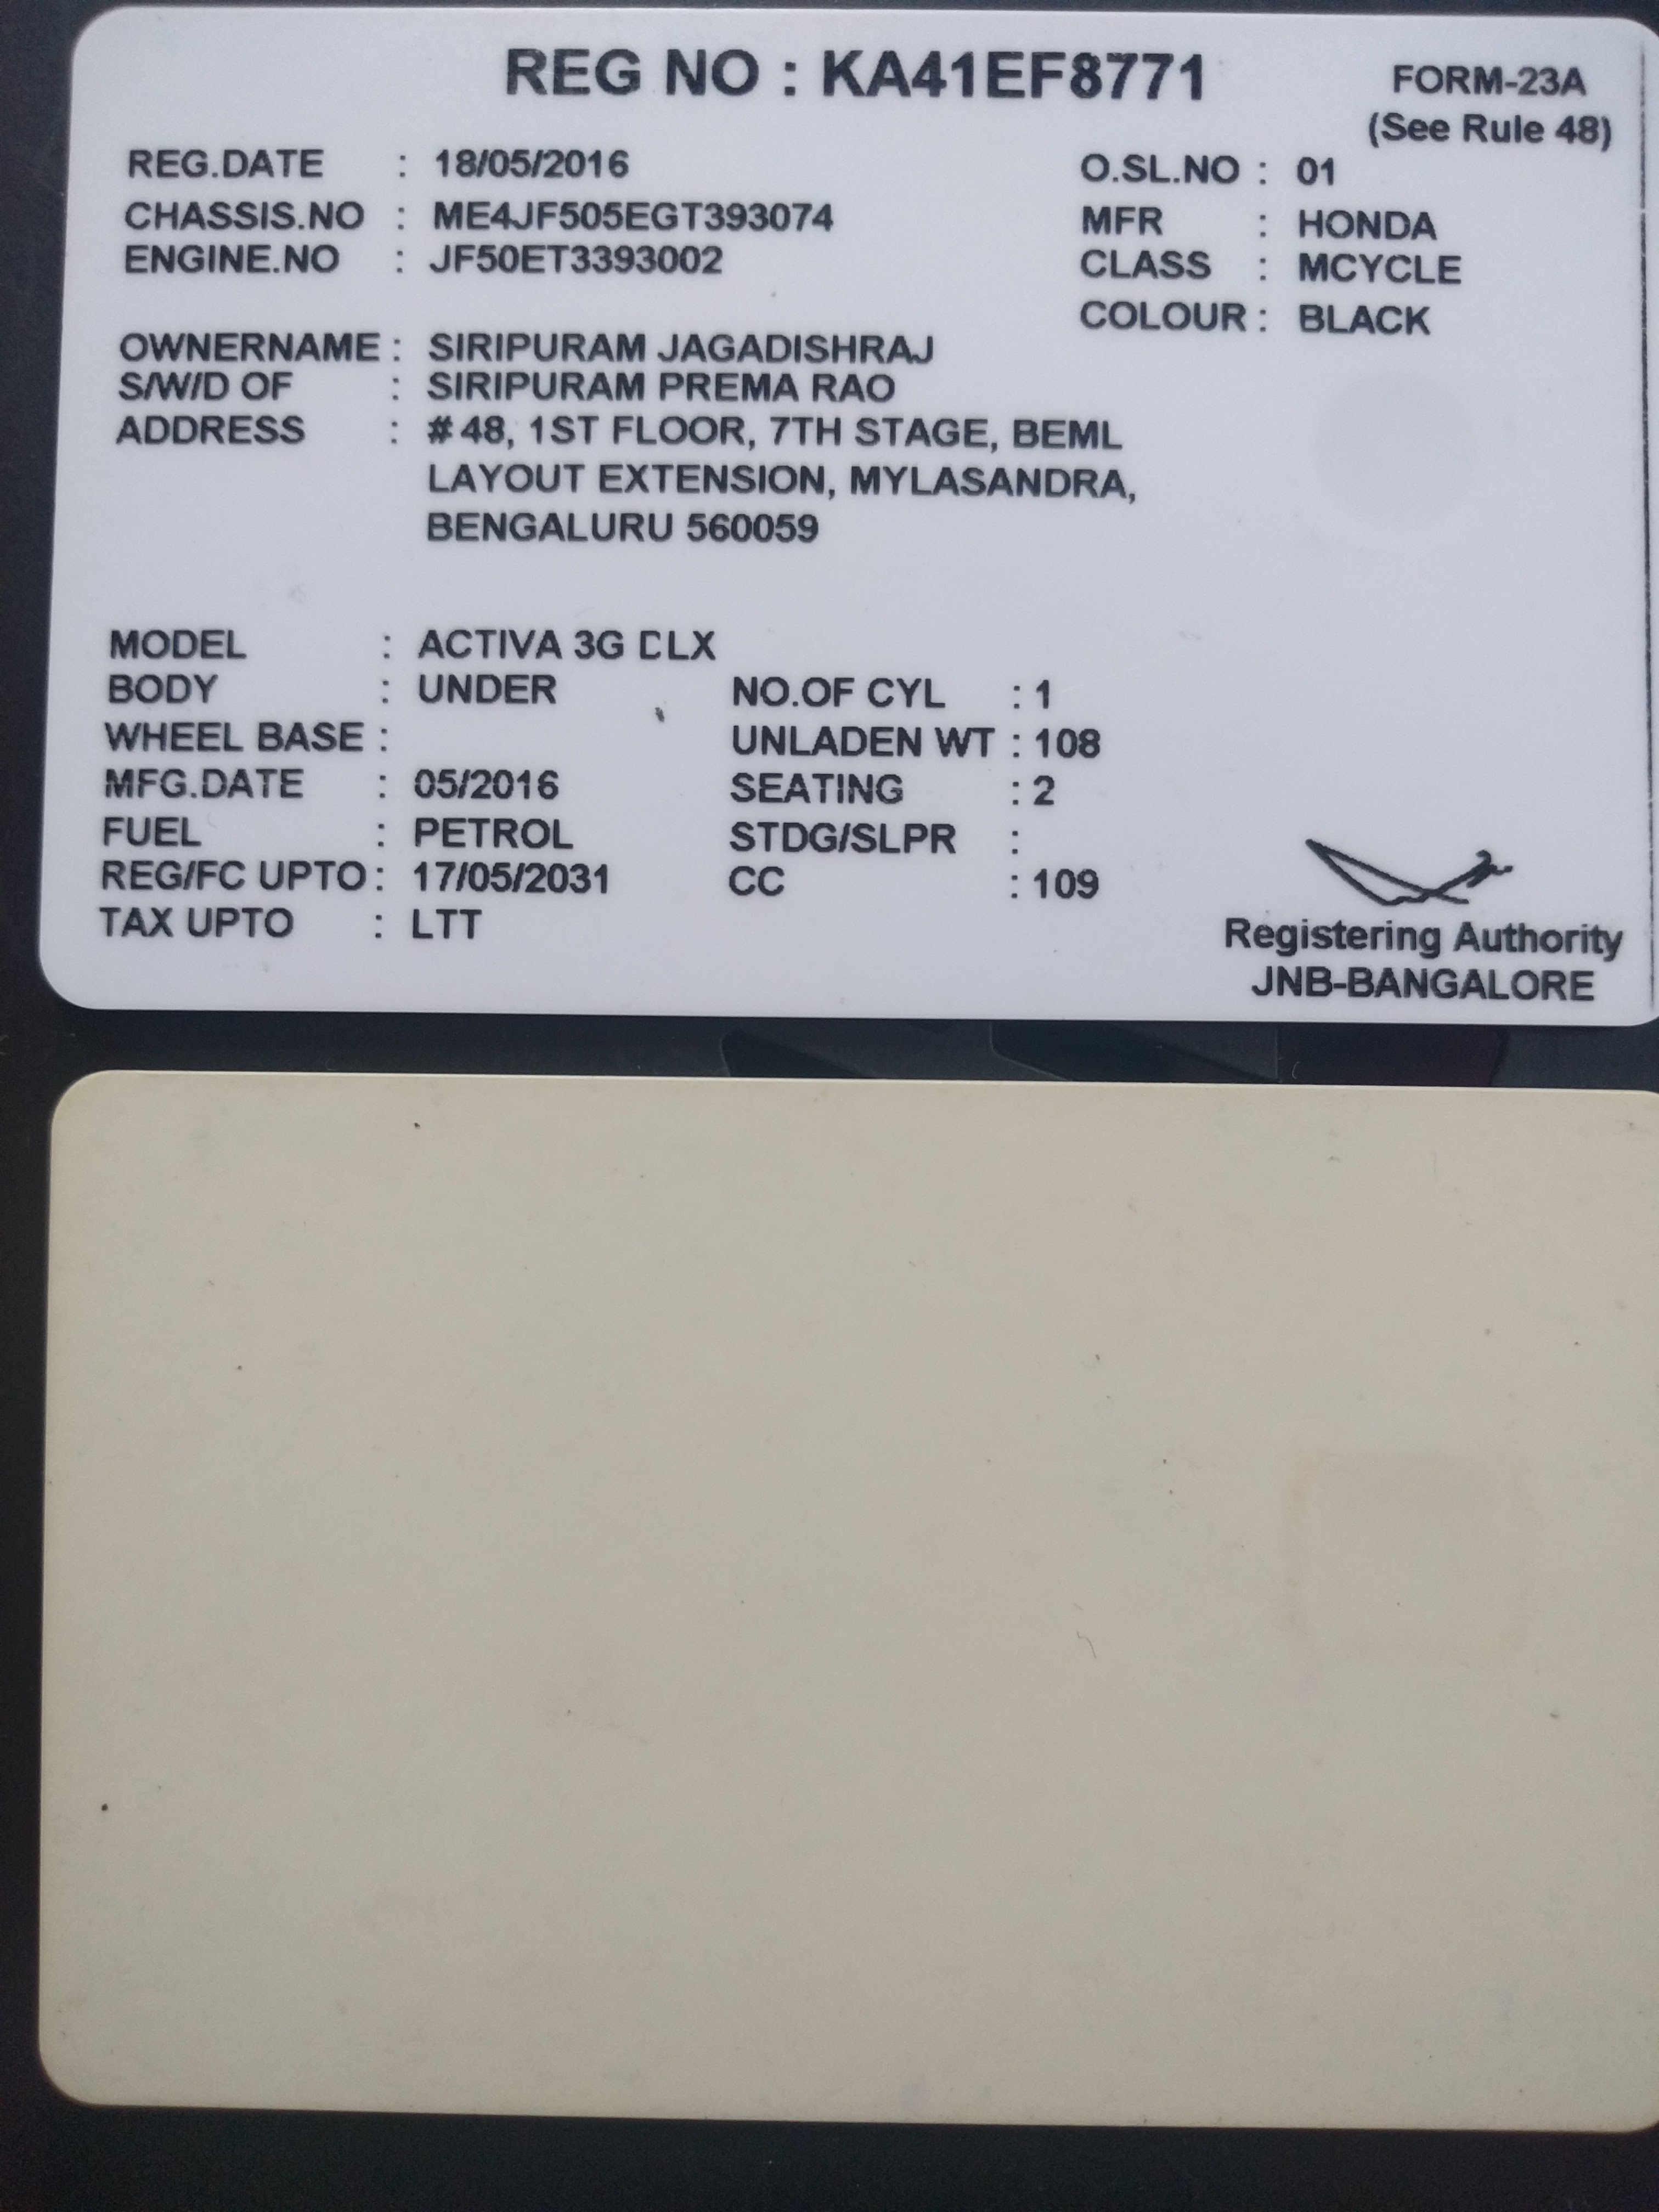 REG NO : KA41EF8771
FORM-23A
(See Rule 48)
REG.DATE : 18/05/2016
O.SL.NO : 01
CHASSIS.NO : ME4JF505EGT393074
MFR : HONDA
ENGINE.NO : JF50ET3393002
CLASS : MCYCLE
COLOUR : BLACK
OWNERNAME : SIRIPURAM JAGADISHRAJ
S/W/D OF : SIRIPURAM PREMA RAO
ADDRESS : # 48, 1ST FLOOR, 7TH STAGE, BEML
LAYOUT EXTENSION, MYLASANDRA,
BENGALURU 560059
MODEL : ACTIVA 3G DLX
BODY : UNDER
NO.OF CYL : 1
WHEEL BASE :
UNLADEN WT : 108
MFG.DATE : 05/2016
SEATING : 2
FUEL : PETROL
STDG/SLPR :
REG/FC UPTO : 17/05/2031
CC : 109
TAX UPTO : LTT
Registering Authority
JNB-BANGALORE